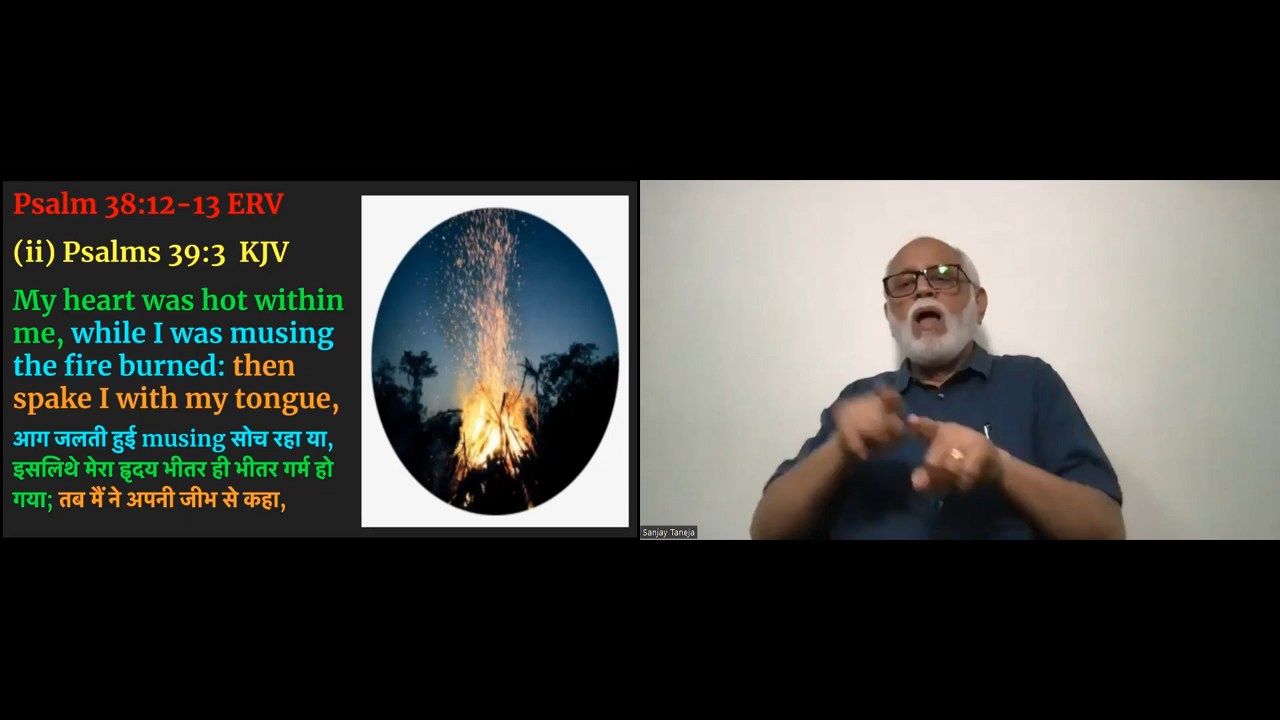 Psalm 38:12-13 ERV
(ii) Psalms 39:3 KJV
My heart was hot within
me, while I was musing
the fire burned: then
spake I with my tongue,
आग जलती हुई musing सोच रहा या,
इसलिथे मेरा हृदय भीतर ही भीतर गर्म हो
गया; तब मैं ने अपनी जीभ से कहा,
Sanjay Taneja